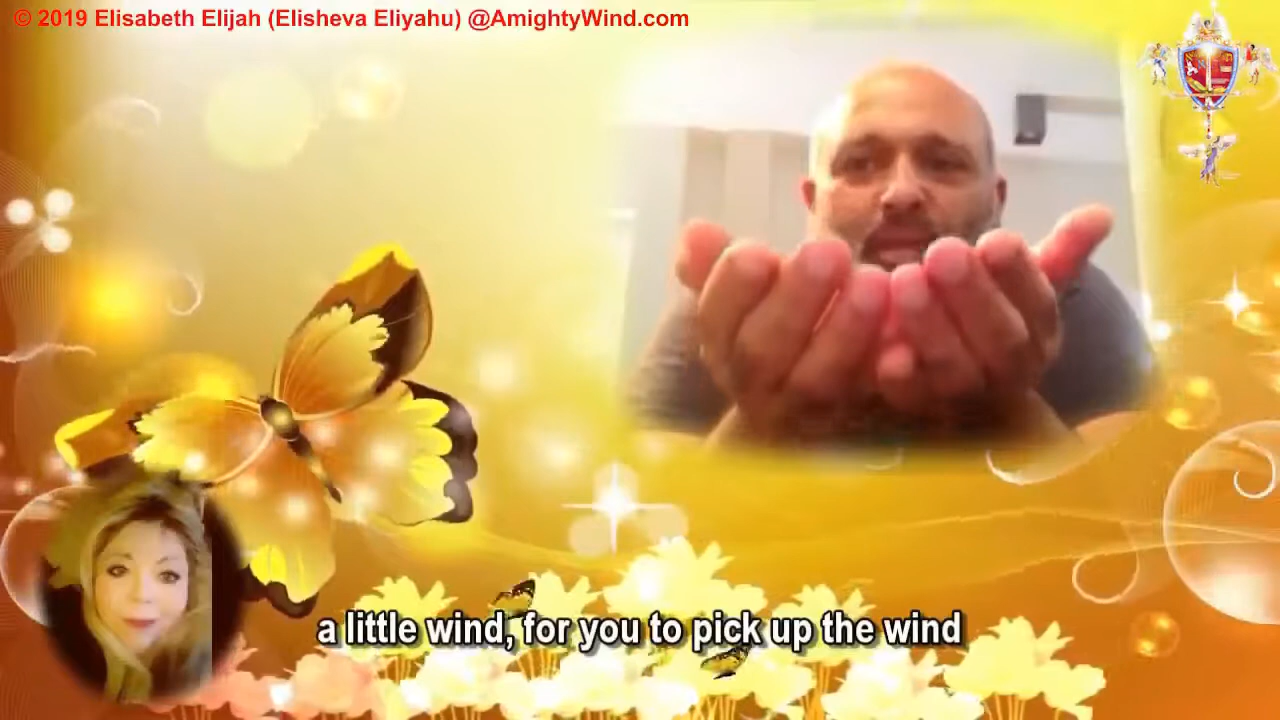 © 2019 Elisabeth Elijah (Elisheva Eliyahu) @AmightyWind.com
a little wind, for you to pick up the wind